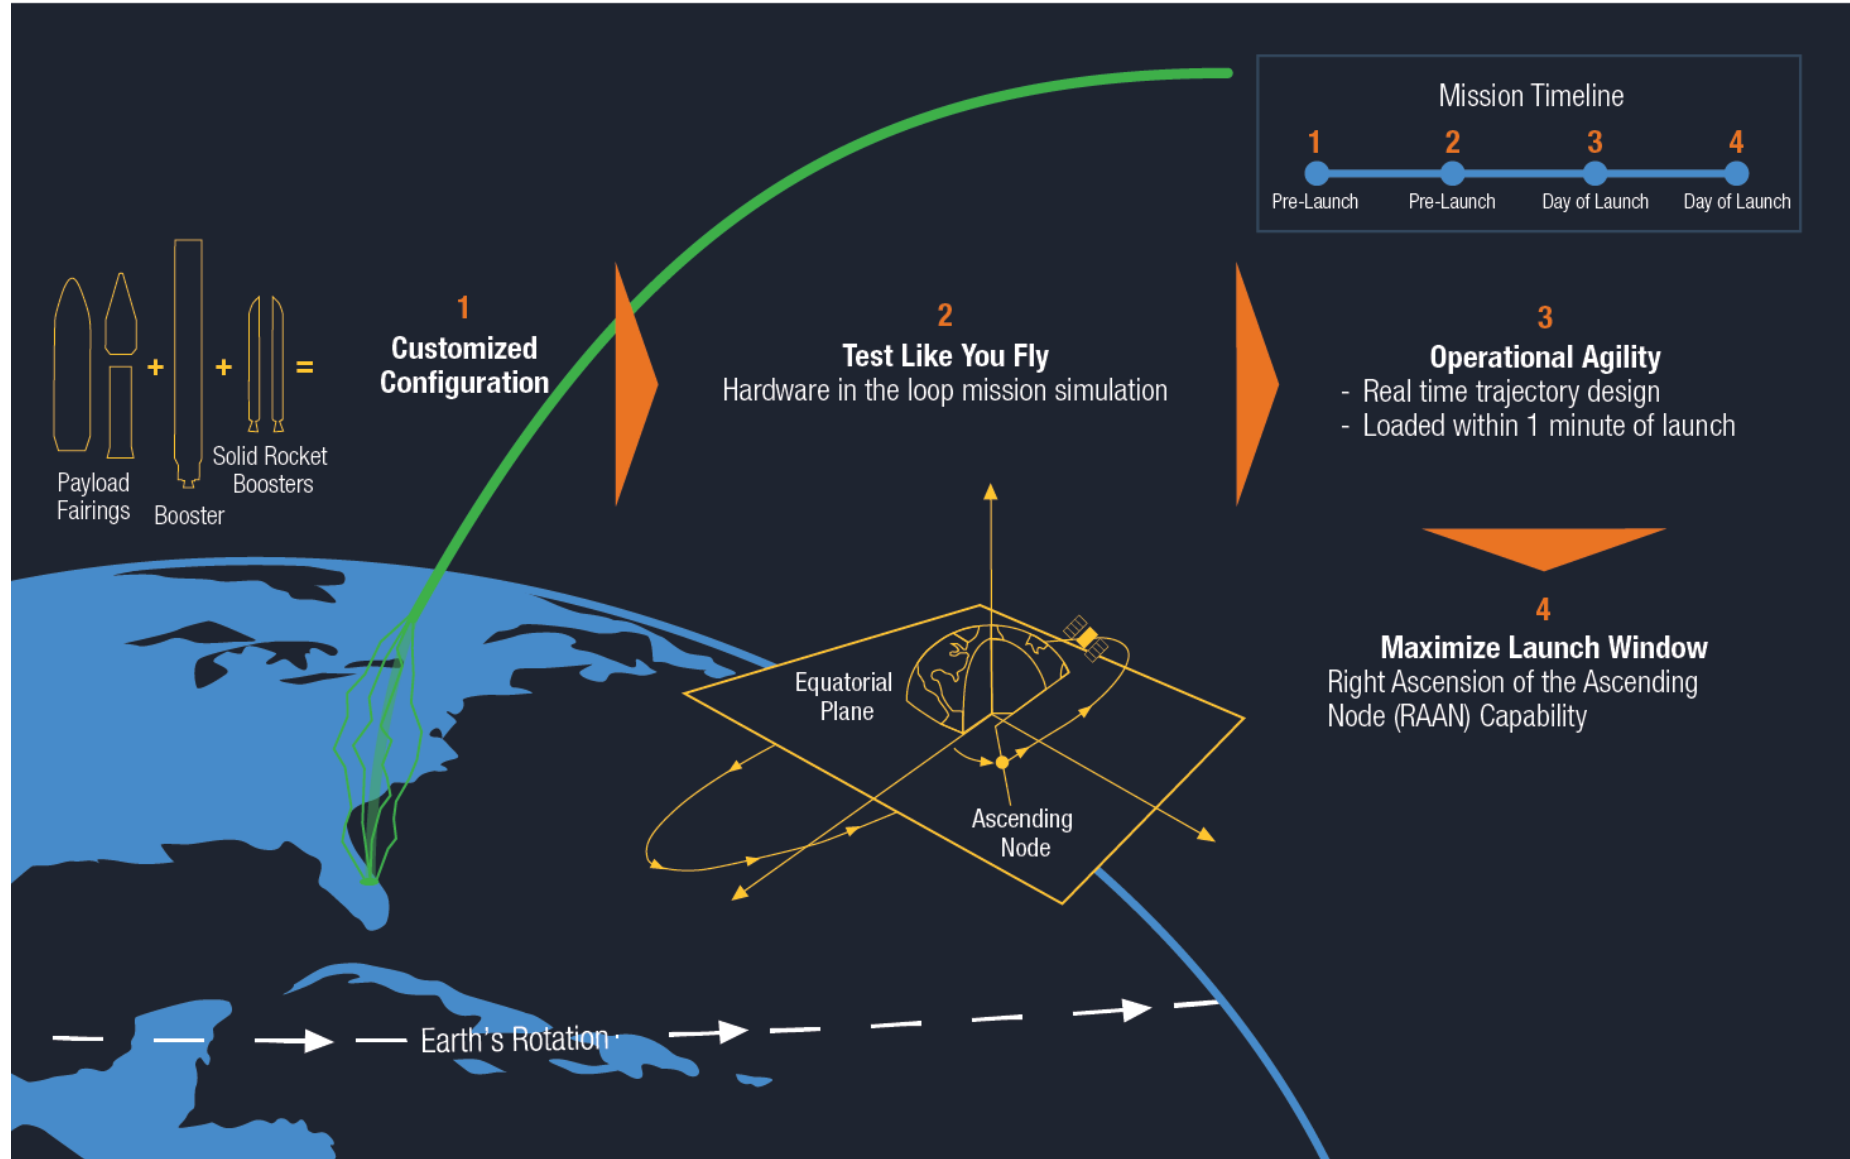 Mission Timeline
1 2 3 4
Pre-Launch Pre-Launch Day of Launch Day of Launch
+ + =
Payload
Fairings
Booster
Solid Rocket
Boosters
1
Customized
Configuration
2
Test Like You Fly
Hardware in the loop mission simulation
3
Operational Agility
- Real time trajectory design
- Loaded within 1 minute of launch
4
Maximize Launch Window
Right Ascension of the Ascending
Node (RAAN) Capability
Equatorial
Plane
Ascending
Node
Earth's Rotation